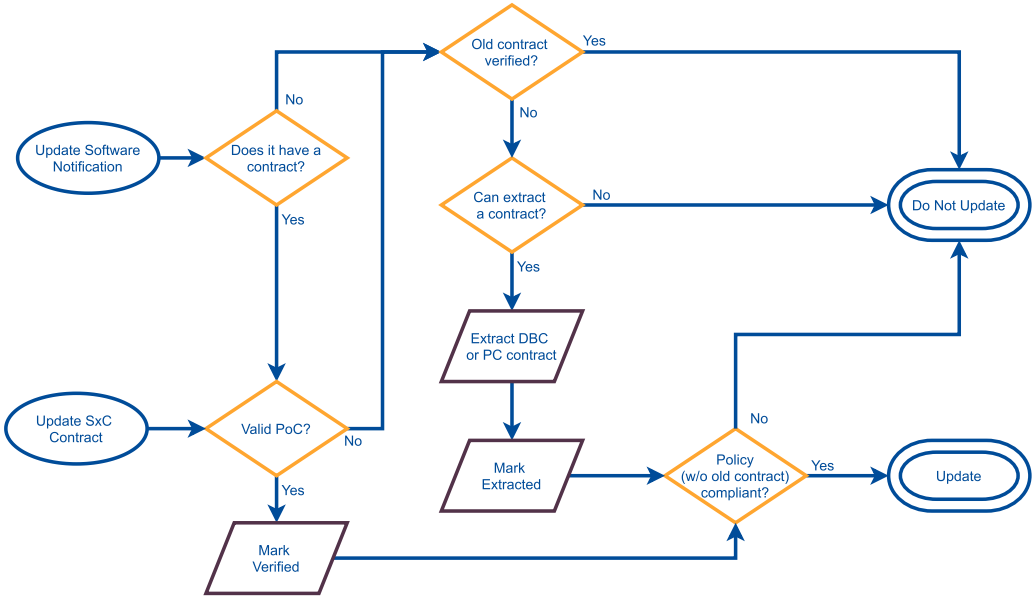 Old contract
verified?
Yes
No
No
Update Software
Notification
Does it have a
contract?
Yes
Can extract
a contract?
No
Yes
Do Not Update
Extract DBC
or PC contract
Update SxC
Contract
Valid PoC?
No
Yes
Mark
Extracted
No
Policy
(w/o old contract)
compliant?
Yes
Update
Mark
Verified